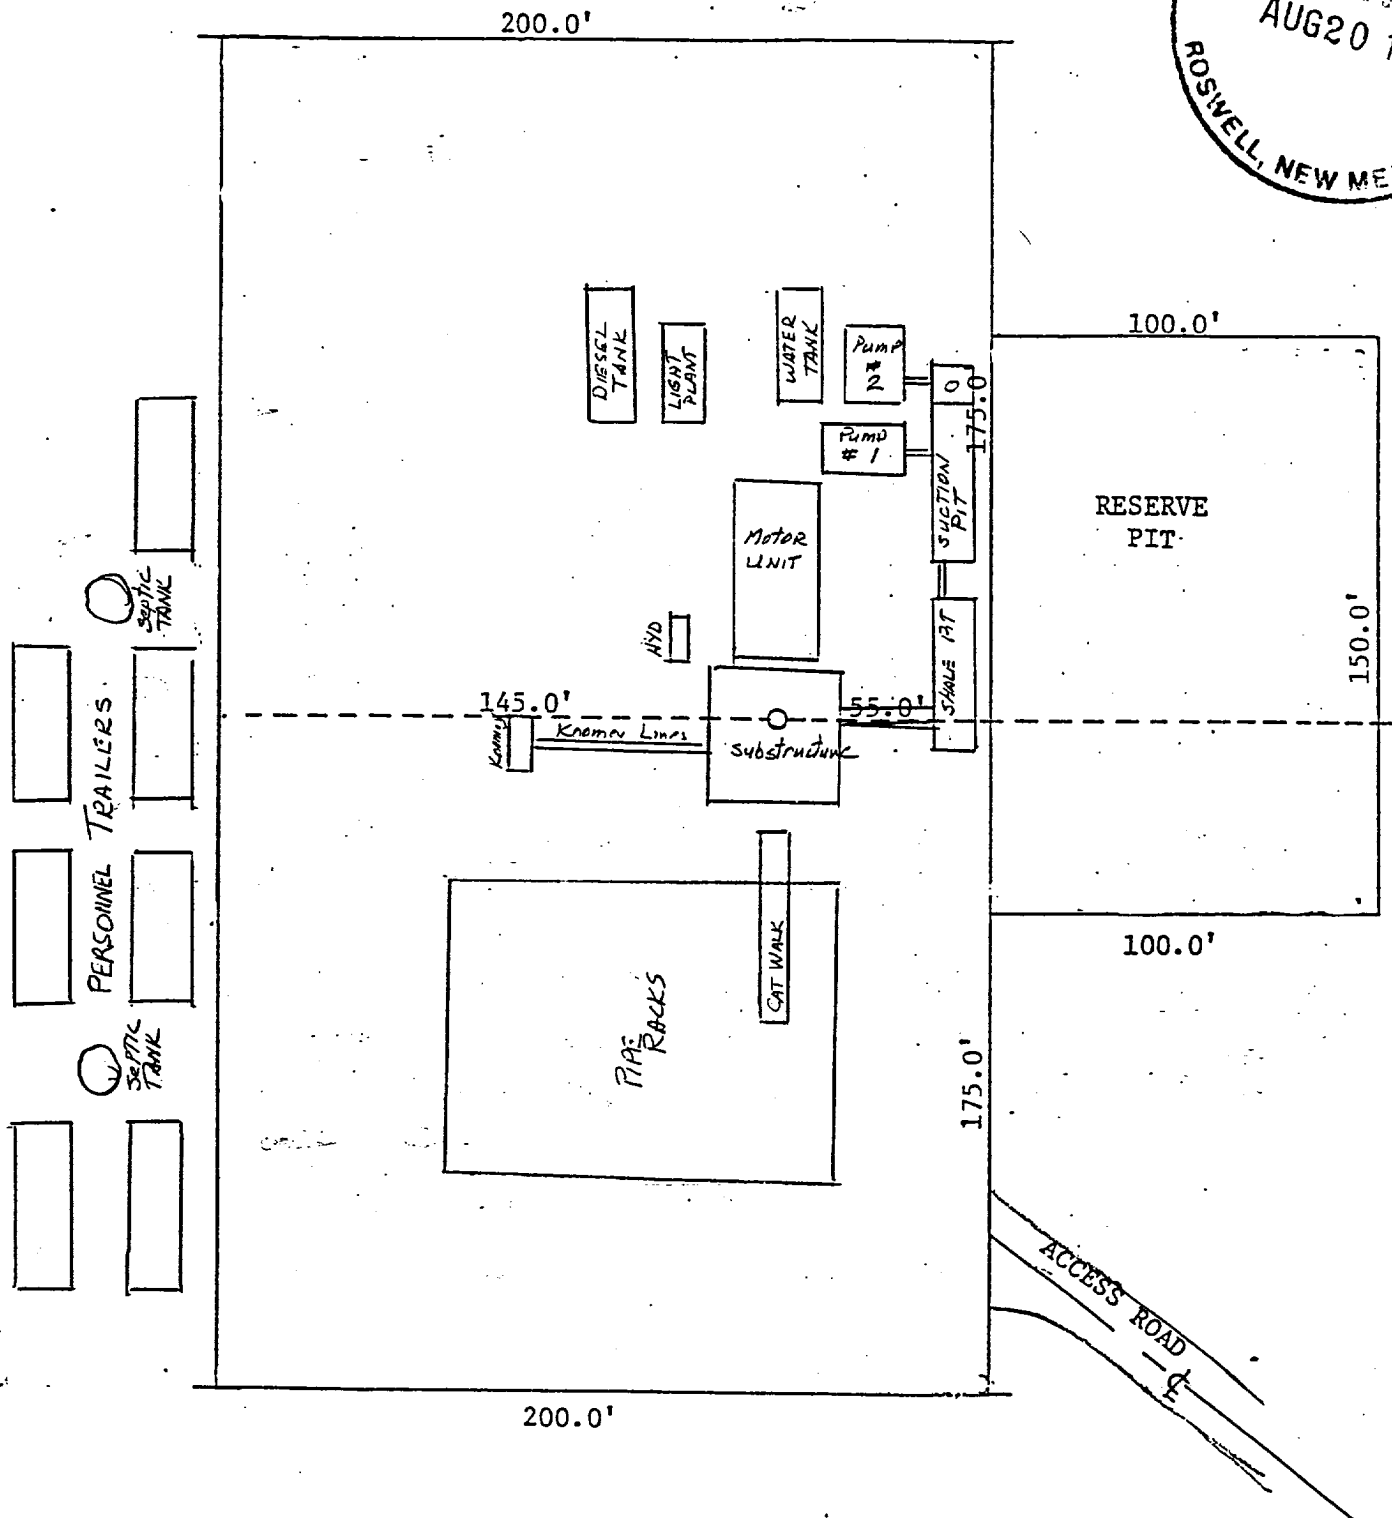 200.0'
AUG20 1
ROSWELL, NEW ME
100.0'
DIESEL
TANK
LIGHT
PLANT
WATER
TANK
Pump
#
2
O
175.0
Pump
# 1
SUCTION
PIT
RESERVE
PIT
MOTOR
UNIT
Septic
TANK
HYD
150.0'
SHALE PIT
145.0'
55.0'
Koomey Lines
Substructure
PERSONNEL TRAILERS
CAT WALK
100.0'
PIPE
RACKS
SEPTIC
TANK
175.0'
ACCESS ROAD
℄
200.0'